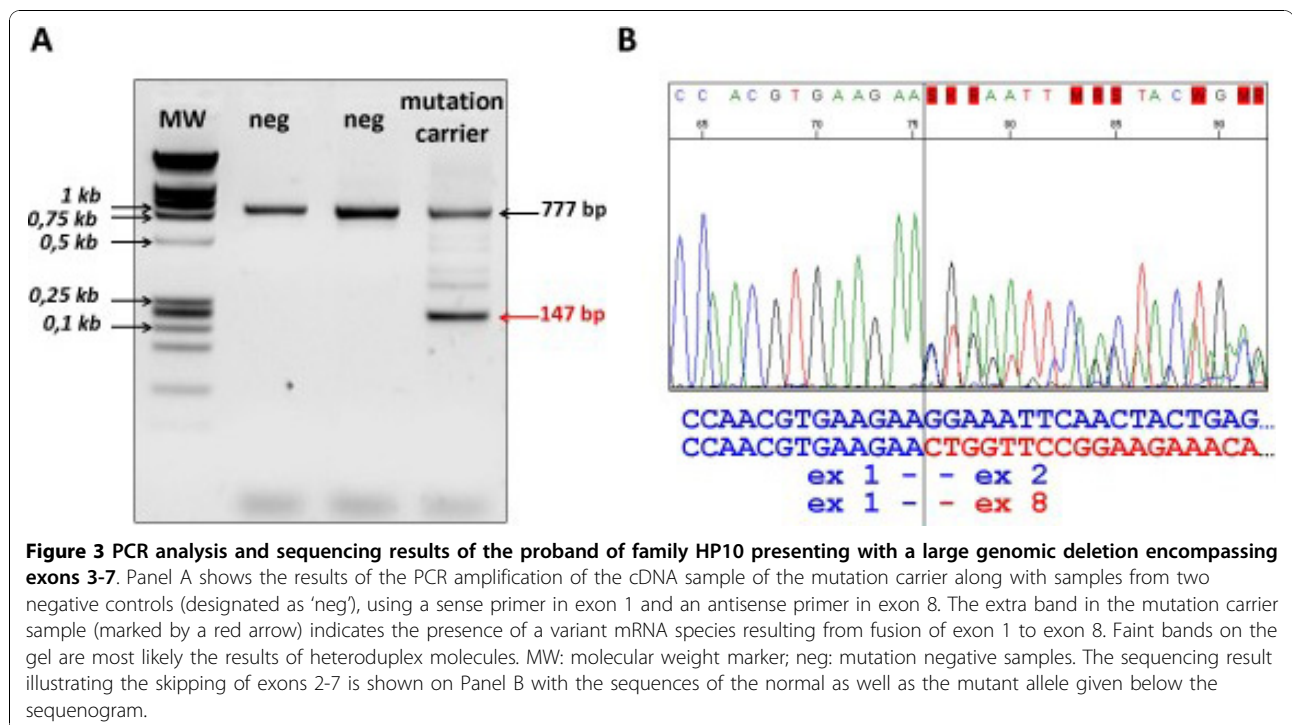 A
B
MW
neg
neg
mutation
carrier
1 kb
0,75 kb
0,5 kb
0,25 kb
0,1 kb
777 bp
147 bp
65
70
75
80
85
90
CCAACGTGAAGAAGGAAATTCAACTACTGAG...
CCAACGTGAAGAACTGGTTCCGGAAGAAACA...
ex 1 - - ex 2
ex 1 - - ex 8
Figure 3 PCR analysis and sequencing results of the proband of family HP10 presenting with a large genomic deletion encompassing
exons 3-7. Panel A shows the results of the PCR amplification of the cDNA sample of the mutation carrier along with samples from two
negative controls (designated as 'neg'), using a sense primer in exon 1 and an antisense primer in exon 8. The extra band in the mutation carrier
sample (marked by a red arrow) indicates the presence of a variant mRNA species resulting from fusion of exon 1 to exon 8. Faint bands on the
gel are most likely the results of heteroduplex molecules. MW: molecular weight marker; neg: mutation negative samples. The sequencing result
illustrating the skipping of exons 2-7 is shown on Panel B with the sequences of the normal as well as the mutant allele given below the
sequenogram.